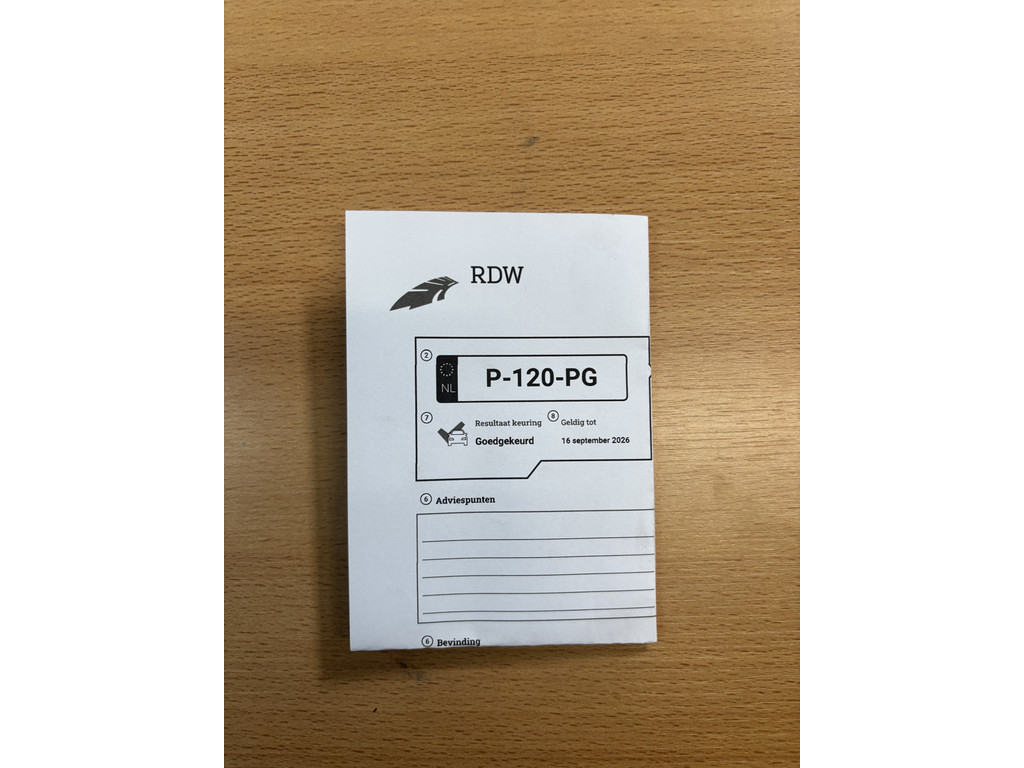 RDW
2
NL P-120-PG
7 Resultaat keuring 8 Geldig tot
Goedgekeurd 16 september 2026
6 Adviespunten
6 Bevinding